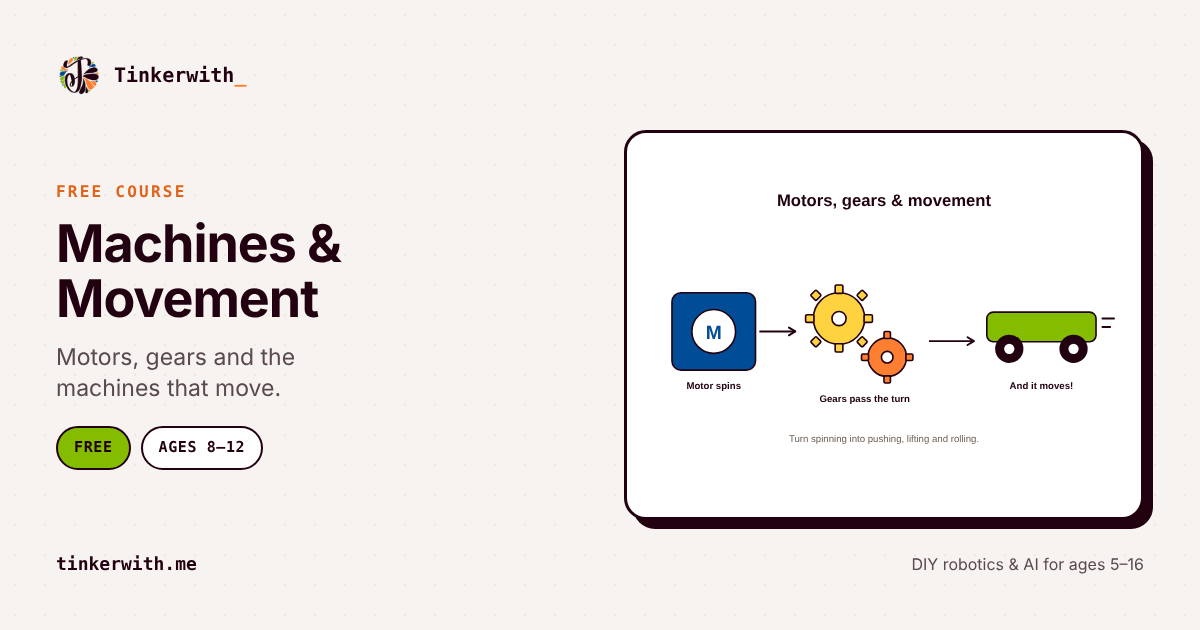 Tinkerwith_
FREE COURSE
Machines &
Movement
Motors, gears and the
machines that move.
FREE
AGES 8–12
Motors, gears & movement
M
Motor spins
Gears pass the turn
And it moves!
Turn spinning into pushing, lifting and rolling.
tinkerwith.me
DIY robotics & AI for ages 5–16